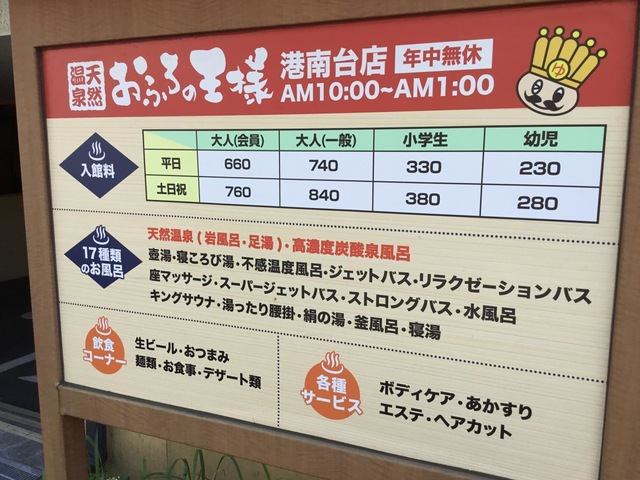 天然温泉 おふろの王様 港南台店 年中無休
AM10:00~AM1:00
ゆ
大人(会員) 大人(一般) 小学生 幼児
入館料
平日 660 740 330 230
土日祝 760 840 380 280
17種類のお風呂
天然温泉(岩風呂・足湯)・高濃度炭酸泉風呂
壺湯・寝ころび湯・不感温度風呂・ジェットバス・リラクゼーションバス
座マッサージ・スーパージェットバス・ストロングバス・水風呂
キングサウナ・湯ったり腰掛・絹の湯・釜風呂・寝湯
飲食コーナー
生ビール・おつまみ
麺類・お食事・デザート類
各種サービス
ボディケア・あかすり
エステ・ヘアカット